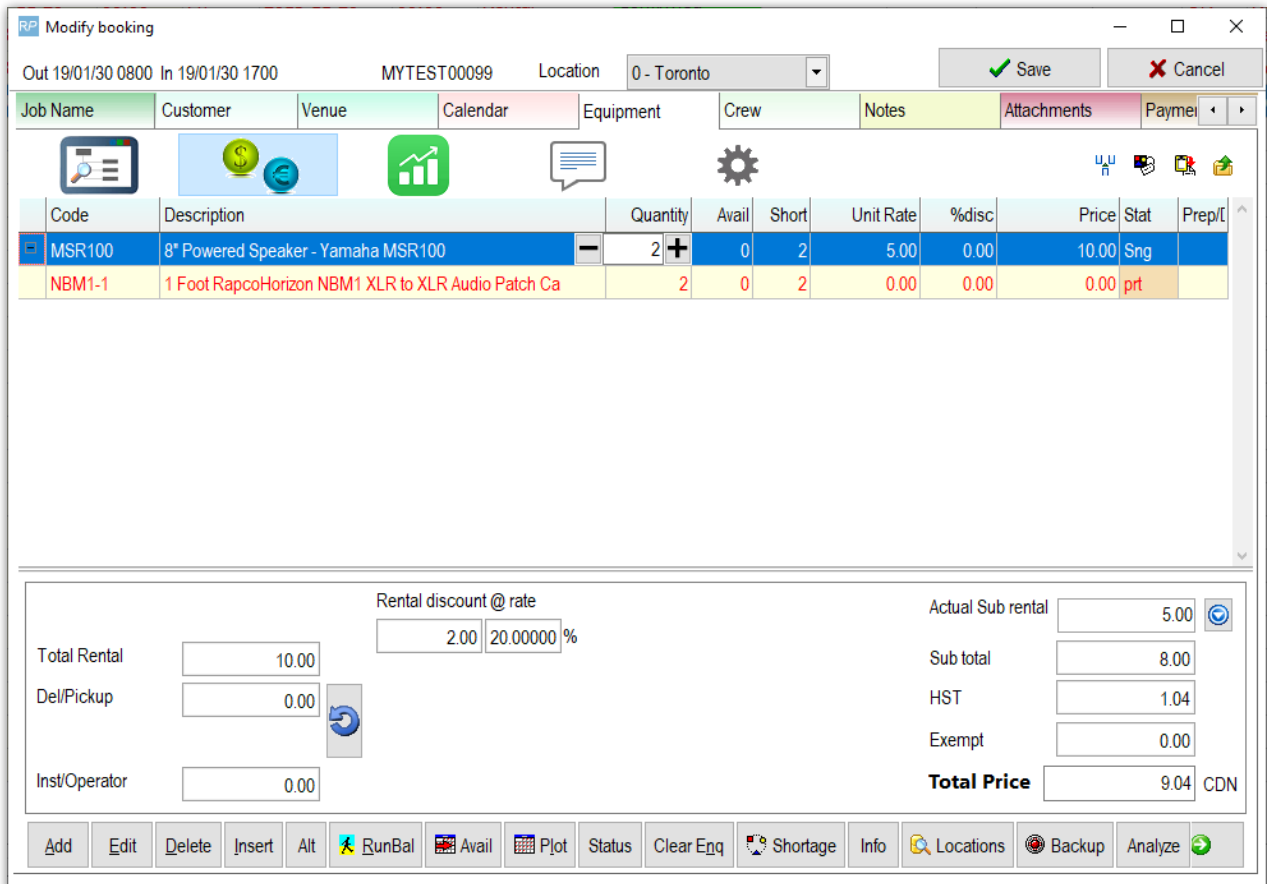 RP Modify booking
Out 19/01/30 0800 In 19/01/30 1700 MYTEST00099 Location 0 - Toronto Save Cancel
Job Name Customer Venue Calendar Equipment Crew Notes Attachments Paymer
$ €
Code Description Quantity Avail Short Unit Rate %disc Price Stat Prep/D
MSR100 8" Powered Speaker - Yamaha MSR100 2 0 2 5.00 0.00 10.00 Sng
NBM1-1 1 Foot RapcoHorizon NBM1 XLR to XLR Audio Patch Ca 2 0 2 0.00 0.00 0.00 prt
Rental discount @ rate
2.00 20.00000 %
Actual Sub rental 5.00
Total Rental 10.00
Sub total 8.00
Del/Pickup 0.00
HST 1.04
Exempt 0.00
Inst/Operator 0.00
Total Price 9.04 CDN
Add Edit Delete Insert Alt RunBal Avail Plot Status Clear Enq Shortage Info Locations Backup Analyze